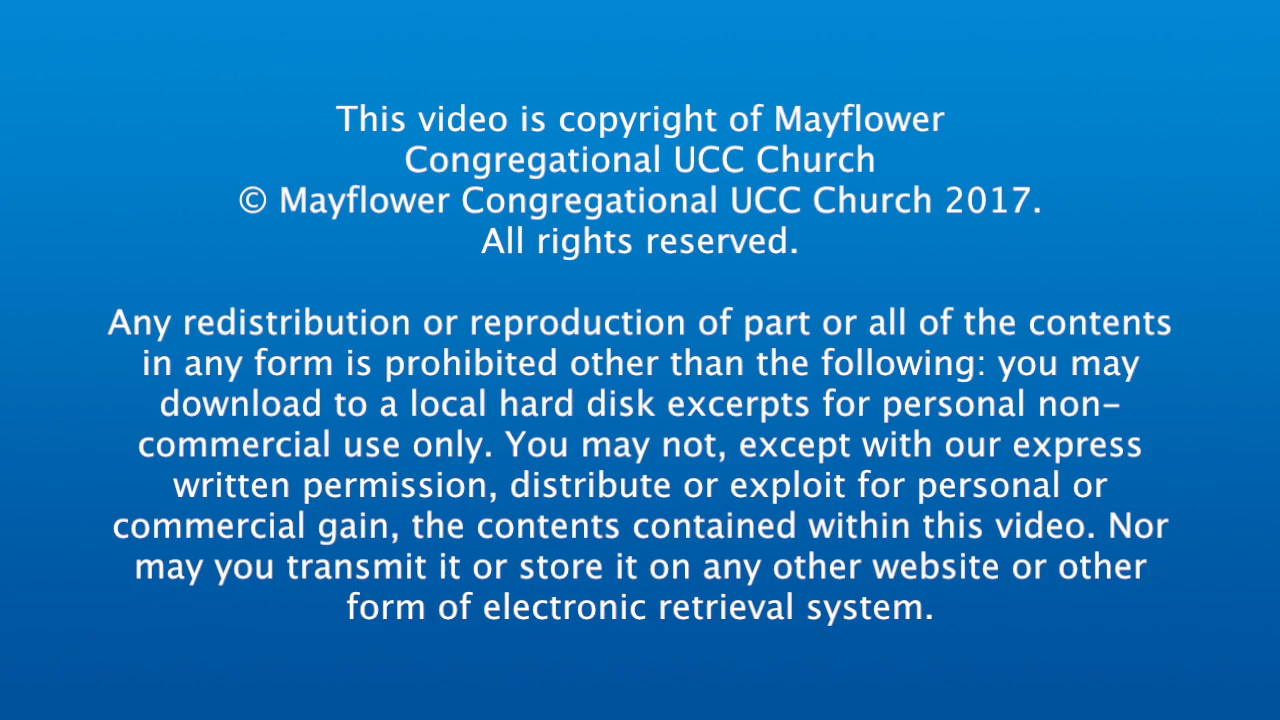 This video is copyright of Mayflower
Congregational UCC Church
© Mayflower Congregational UCC Church 2017.
All rights reserved.
Any redistribution or reproduction of part or all of the contents
in any form is prohibited other than the following: you may
download to a local hard disk excerpts for personal non-
commercial use only. You may not, except with our express
written permission, distribute or exploit for personal or
commercial gain, the contents contained within this video. Nor
may you transmit it or store it on any other website or other
form of electronic retrieval system.